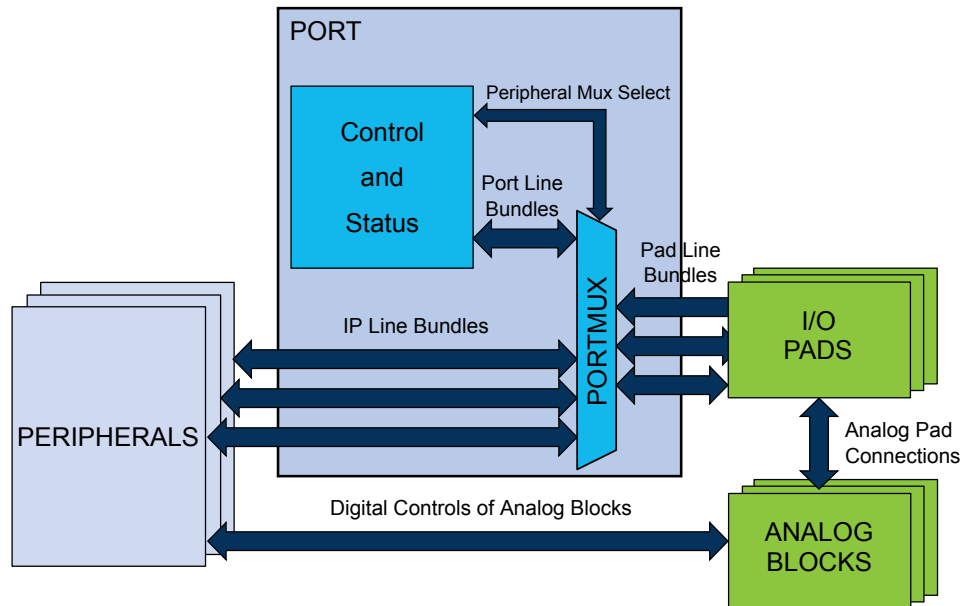 PORT
Peripheral Mux Select
Control
and
Status
Port Line
Bundles
Pad Line
Bundles
PORTMUX
I/O
PADS
IP Line Bundles
PERIPHERALS
Analog Pad
Connections
Digital Controls of Analog Blocks
ANALOG
BLOCKS